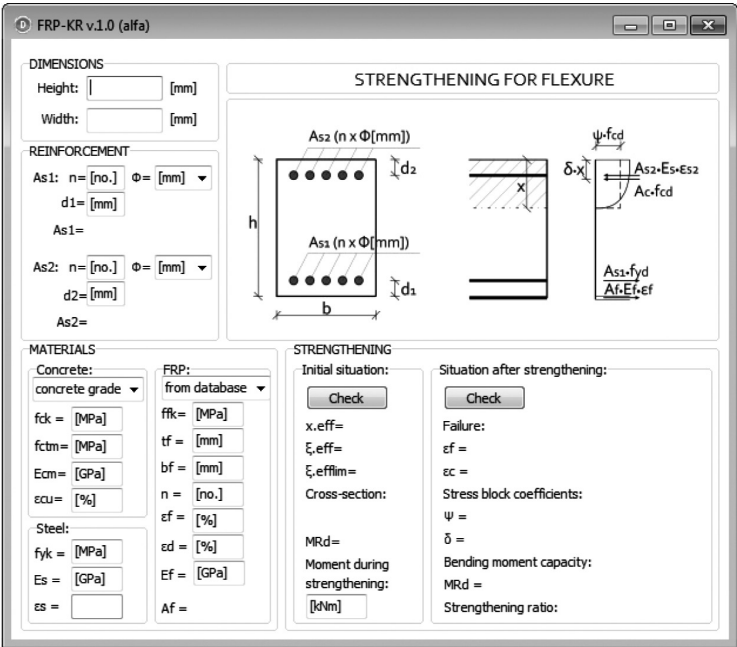 FRP-KR v.1.0 (alfa)
DIMENSIONS
Height: [mm]
Width: [mm]
REINFORCEMENT
As1: n= [no.] Φ= [mm]
d1= [mm]
As1=
As2: n= [no.] Φ= [mm]
d2= [mm]
As2=
STRENGTHENING FOR FLEXURE
As2 (n x Φ[mm])
d2
h
As1 (n x Φ[mm])
d1
b
x
ψ•fcd
δ•x
As2•Es•εs2
Ac•fcd
As1•fyd
Af•Ef•εf
MATERIALS
Concrete:
concrete grade
fck = [MPa]
fctm= [MPa]
Ecm= [GPa]
εcu= [%]
Steel:
fyk = [MPa]
Es = [GPa]
εs =
FRP:
from database
ffk= [MPa]
tf = [mm]
bf = [mm]
n = [no.]
εf = [%]
εd = [%]
Ef = [GPa]
Af =
STRENGTHENING
Initial situation:
Check
x.eff=
ξ.eff=
ξ.efflim=
Cross-section:
MRd=
Moment during
strengthening:
[kNm]
Situation after strengthening:
Check
Failure:
εf =
εc =
Stress block coefficients:
Ψ =
δ =
Bending moment capacity:
MRd =
Strengthening ratio: